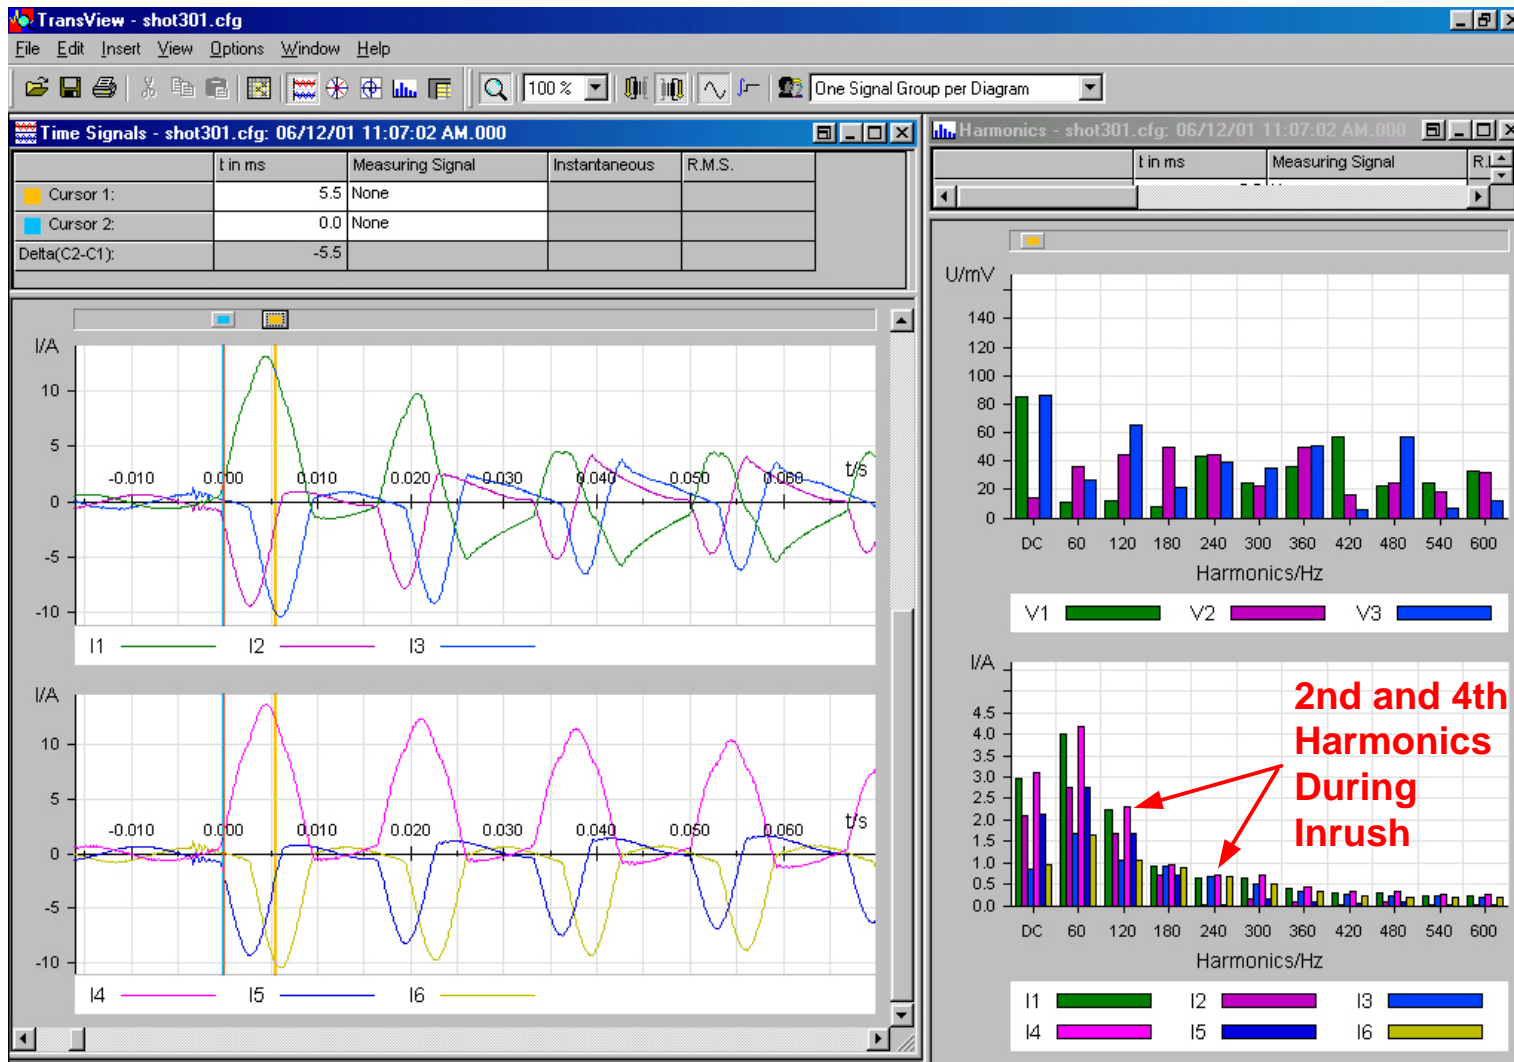 TransView - shot301.cfg
File Edit Insert View Options Window Help
100 % One Signal Group per Diagram
Time Signals - shot301.cfg: 06/12/01 11:07:02 AM.000
t in ms Measuring Signal Instantaneous R.M.S.
Cursor 1: 5.5 None
Cursor 2: 0.0 None
Delta(C2-C1): -5.5
I/A
10
5
0
-5
-10
-0.010 0.000 0.010 0.020 0.030 0.040 0.050 0.060 t/s
I1 I2 I3
I/A
10
5
0
-5
-10
-0.010 0.000 0.010 0.020 0.030 0.040 0.050 0.060 t/s
I4 I5 I6
Harmonics - shot301.cfg: 06/12/01 11:07:02 AM.000
t in ms Measuring Signal
U/mV
140
120
100
80
60
40
20
0
DC 60 120 180 240 300 360 420 480 540 600
Harmonics/Hz
V1 V2 V3
I/A
4.5
4.0
3.5
3.0
2.5
2.0
1.5
1.0
0.5
0.0
2nd and 4th
Harmonics
During
Inrush
DC 60 120 180 240 300 360 420 480 540 600
Harmonics/Hz
I1 I2 I3
I4 I5 I6